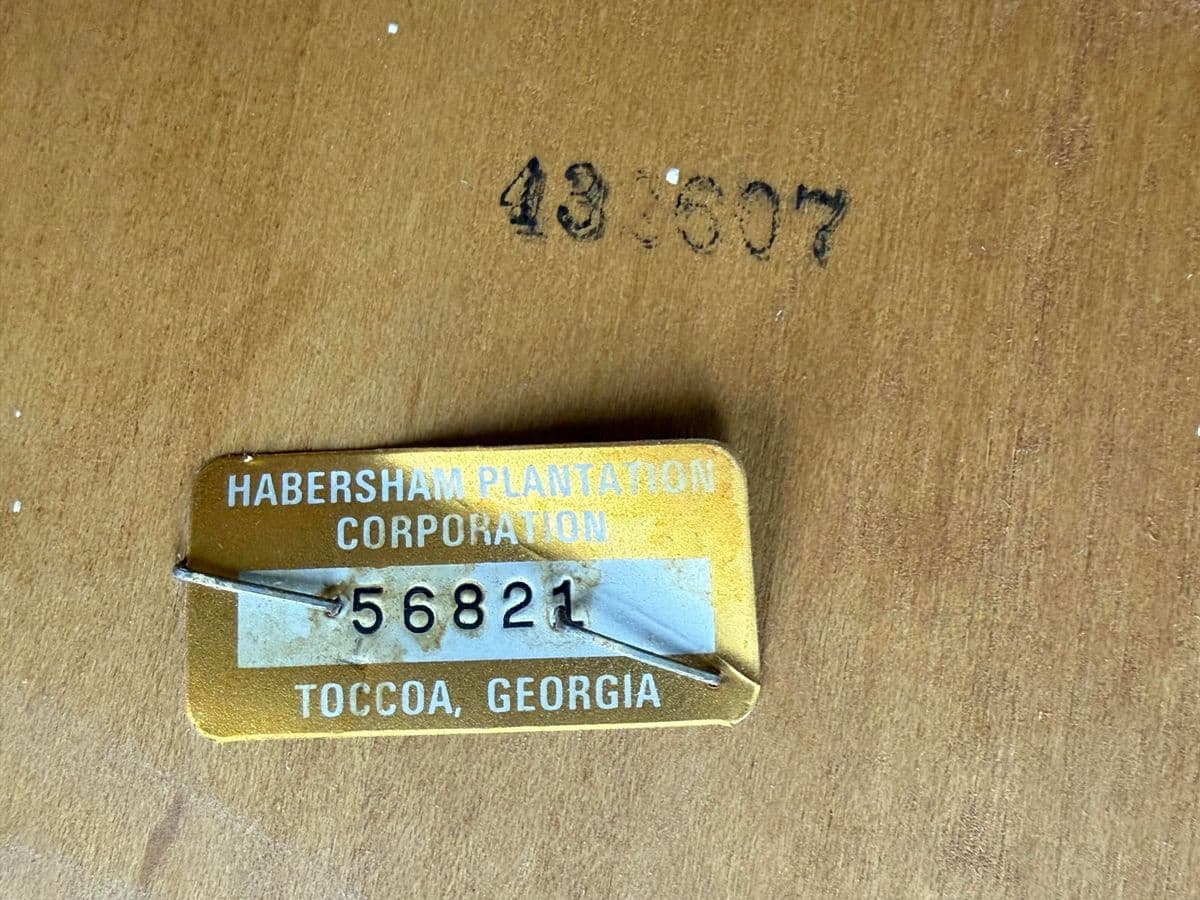 HABERSHAM PLANTATION
CORPORATION
56821
TOCCOA, GEORGIA